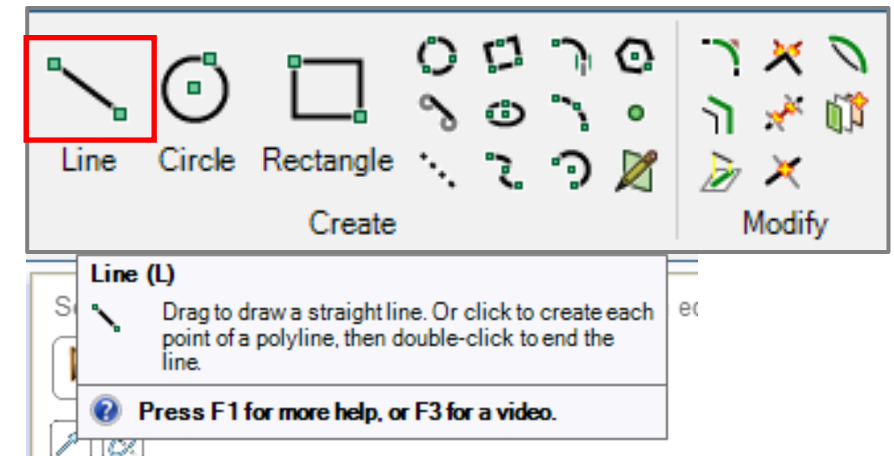 Line Circle Rectangle
Create Modify
Line (L)
Drag to draw a straight line. Or click to create each
point of a polyline, then double-click to end the
line.
Press F1 for more help, or F3 for a video.